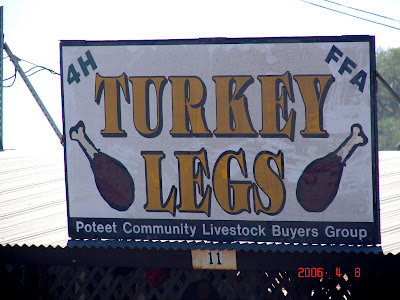 4H FFA
TURKEY
LEGS
Poteet Community Livestock Buyers Group
11
2006 4 8